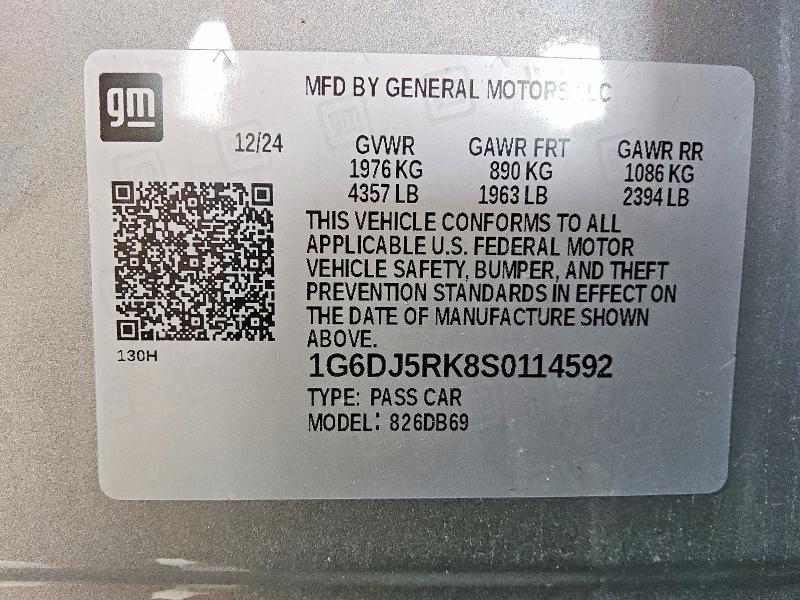 gm
MFD BY GENERAL MOTORS LLC
12/24
GVWR GAWR FRT GAWR RR
1976 KG 890 KG 1086 KG
4357 LB 1963 LB 2394 LB
THIS VEHICLE CONFORMS TO ALL
APPLICABLE U.S. FEDERAL MOTOR
VEHICLE SAFETY, BUMPER, AND THEFT
PREVENTION STANDARDS IN EFFECT ON
THE DATE OF MANUFACTURE SHOWN
ABOVE.
130H
1G6DJ5RK8S0114592
TYPE: PASS CAR
MODEL: 826DB69